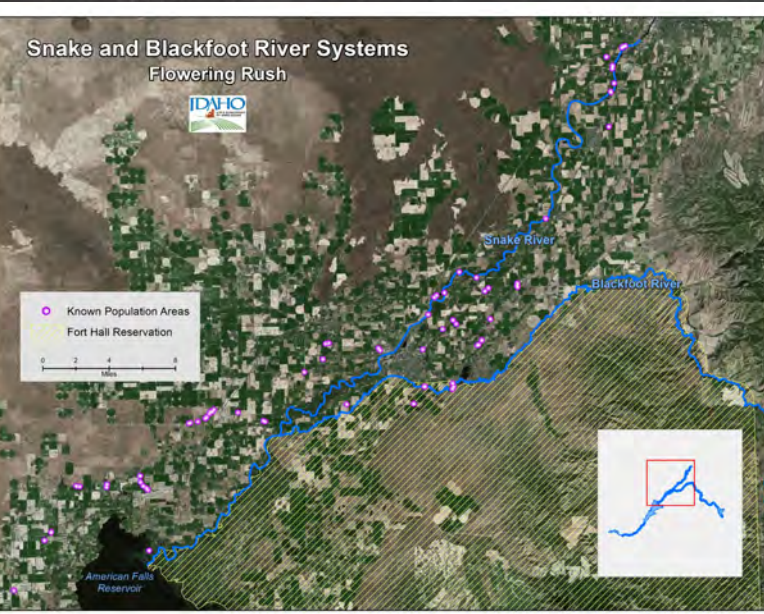 Snake and Blackfoot River Systems
Flowering Rush
IDAHO
Snake River
Blackfoot River
Known Population Areas
Fort Hall Reservation
0 2 4 8
Miles
American Falls
Reservoir